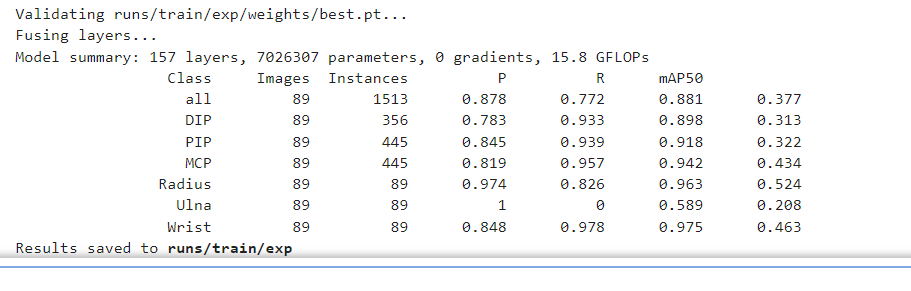 Validating runs/train/exp/weights/best.pt...
Fusing layers...
Model summary: 157 layers, 7026307 parameters, 0 gradients, 15.8 GFLOPs
Class Images Instances P R mAP50
all 89 1513 0.878 0.772 0.881 0.377
DIP 89 356 0.783 0.933 0.898 0.313
PIP 89 445 0.845 0.939 0.918 0.322
MCP 89 445 0.819 0.957 0.942 0.434
Radius 89 89 0.974 0.826 0.963 0.524
Ulna 89 89 1 0 0.589 0.208
Wrist 89 89 0.848 0.978 0.975 0.463
Results saved to runs/train/exp